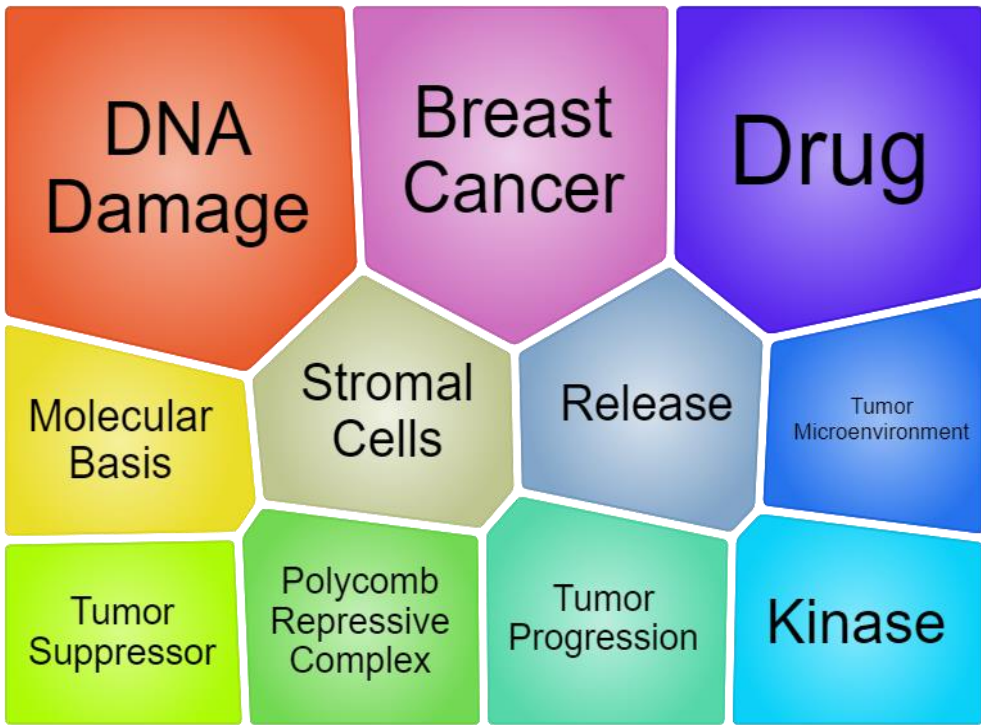 DNA
Damage
Breast
Cancer
Drug
Molecular
Basis
Stromal
Cells
Release
Tumor
Microenvironment
Tumor
Suppressor
Polycomb
Repressive
Complex
Tumor
Progression
Kinase